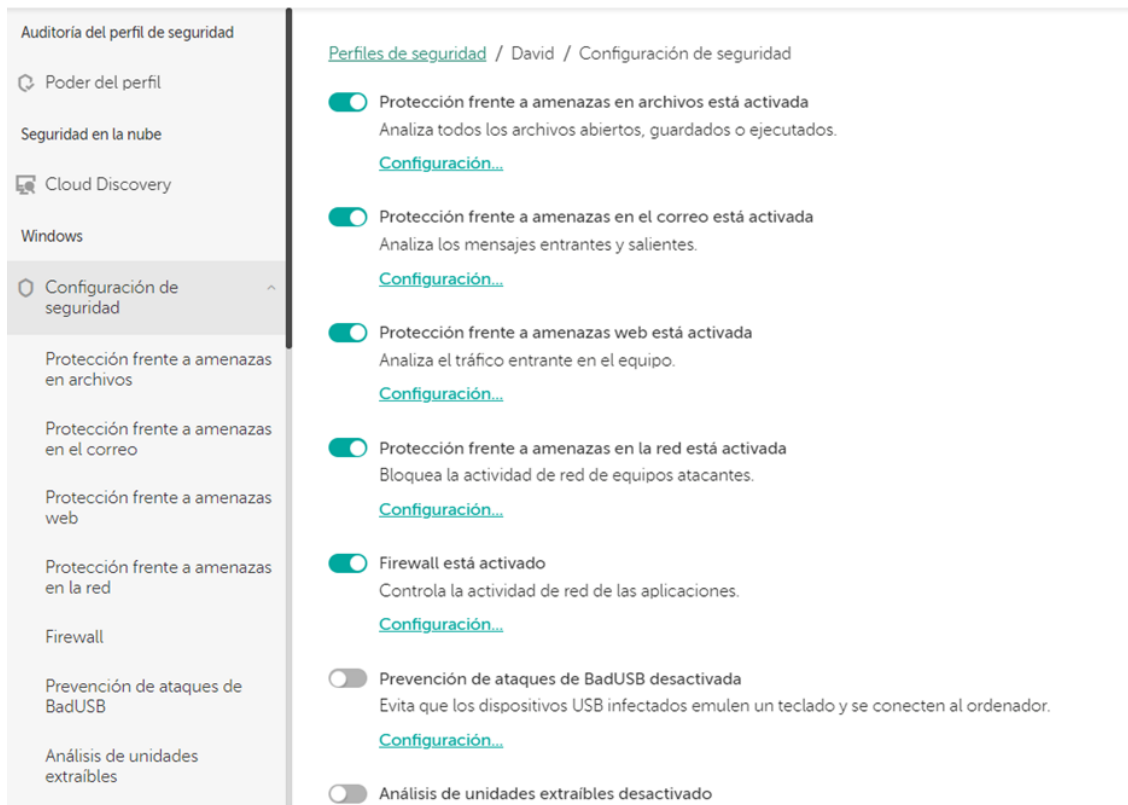 Auditoría del perfil de seguridad
Poder del perfil
Seguridad en la nube
Cloud Discovery
Windows
Configuración de
seguridad
Protección frente a amenazas
en archivos
Protección frente a amenazas
en el correo
Protección frente a amenazas
web
Protección frente a amenazas
en la red
Firewall
Prevención de ataques de
BadUSB
Análisis de unidades
extraíbles
Perfiles de seguridad / David / Configuración de seguridad
Protección frente a amenazas en archivos está activada
Analiza todos los archivos abiertos, guardados o ejecutados.
Configuración...
Protección frente a amenazas en el correo está activada
Analiza los mensajes entrantes y salientes.
Configuración...
Protección frente a amenazas web está activada
Analiza el tráfico entrante en el equipo.
Configuración...
Protección frente a amenazas en la red está activada
Bloquea la actividad de red de equipos atacantes.
Configuración...
Firewall está activado
Controla la actividad de red de las aplicaciones.
Configuración...
Prevención de ataques de BadUSB desactivada
Evita que los dispositivos USB infectados emulen un teclado y se conecten al ordenador.
Configuración...
Análisis de unidades extraíbles desactivado